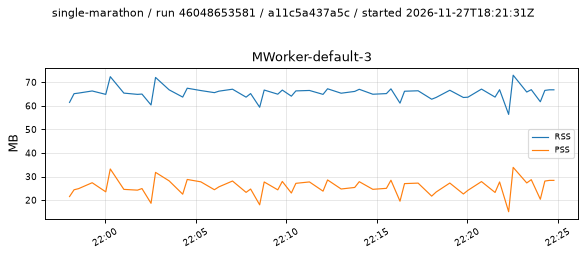 single-marathon / run 46048653581 / a11c5a437a5c / started 2026-11-27T18:21:31Z
MWorker-default-3
MB
70
60
50
40
30
20
RSS
PSS
22:00
22:05
22:10
22:15
22:20
22:25